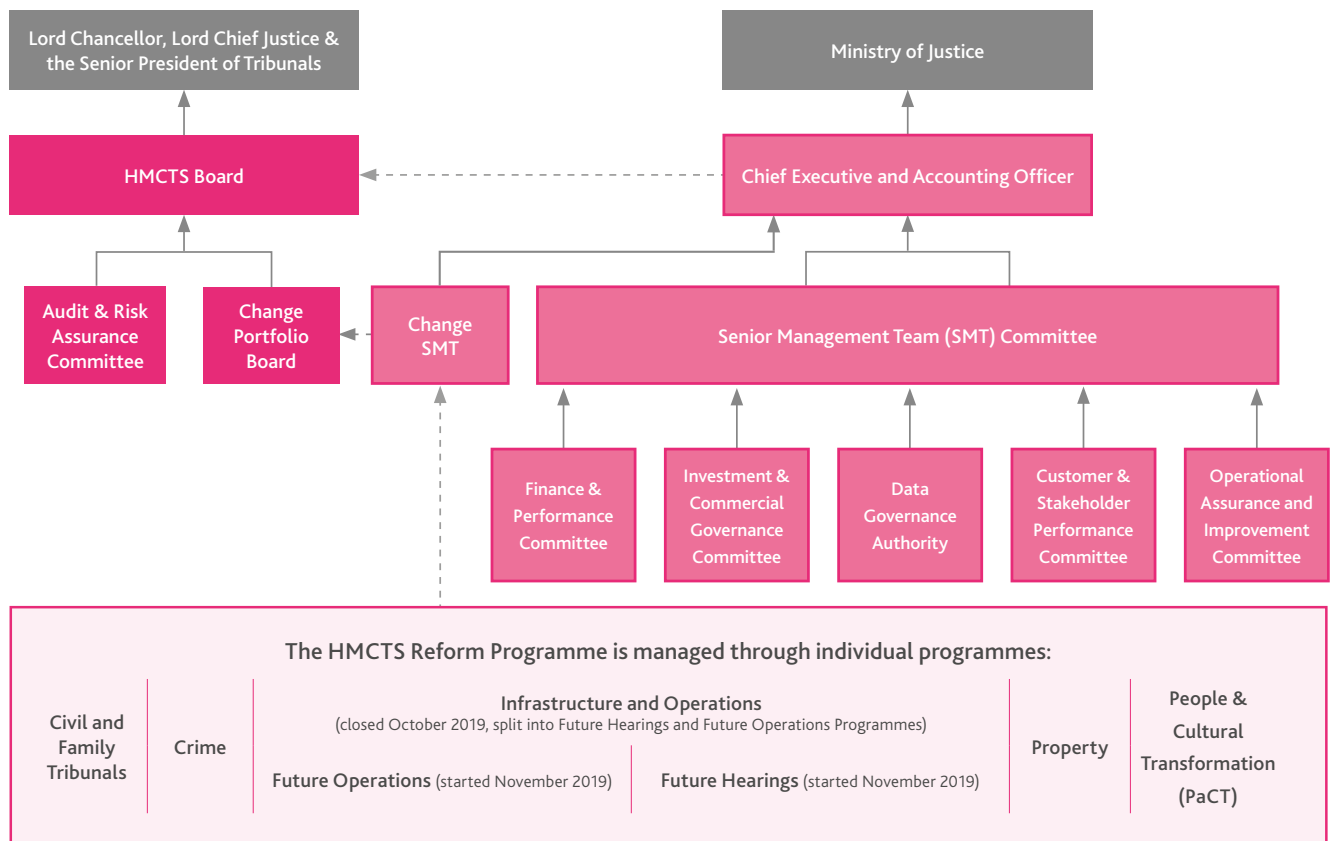 Lord Chancellor, Lord Chief Justice &
the Senior President of Tribunals
Ministry of Justice
HMCTS Board
Chief Executive and Accounting Officer
Audit & Risk
Assurance
Committee
Change
Portfolio
Board
Change
SMT
Senior Management Team (SMT) Committee
Finance &
Performance
Committee
Investment &
Commercial
Governance
Committee
Data
Governance
Authority
Customer &
Stakeholder
Performance
Committee
Operational
Assurance and
Improvement
Committee
The HMCTS Reform Programme is managed through individual programmes:
Civil and
Family
Tribunals
Crime
Infrastructure and Operations
(closed October 2019, split into Future Hearings and Future Operations Programmes)
Future Operations (started November 2019)
Future Hearings (started November 2019)
Property
People &
Cultural
Transformation
(PaCT)